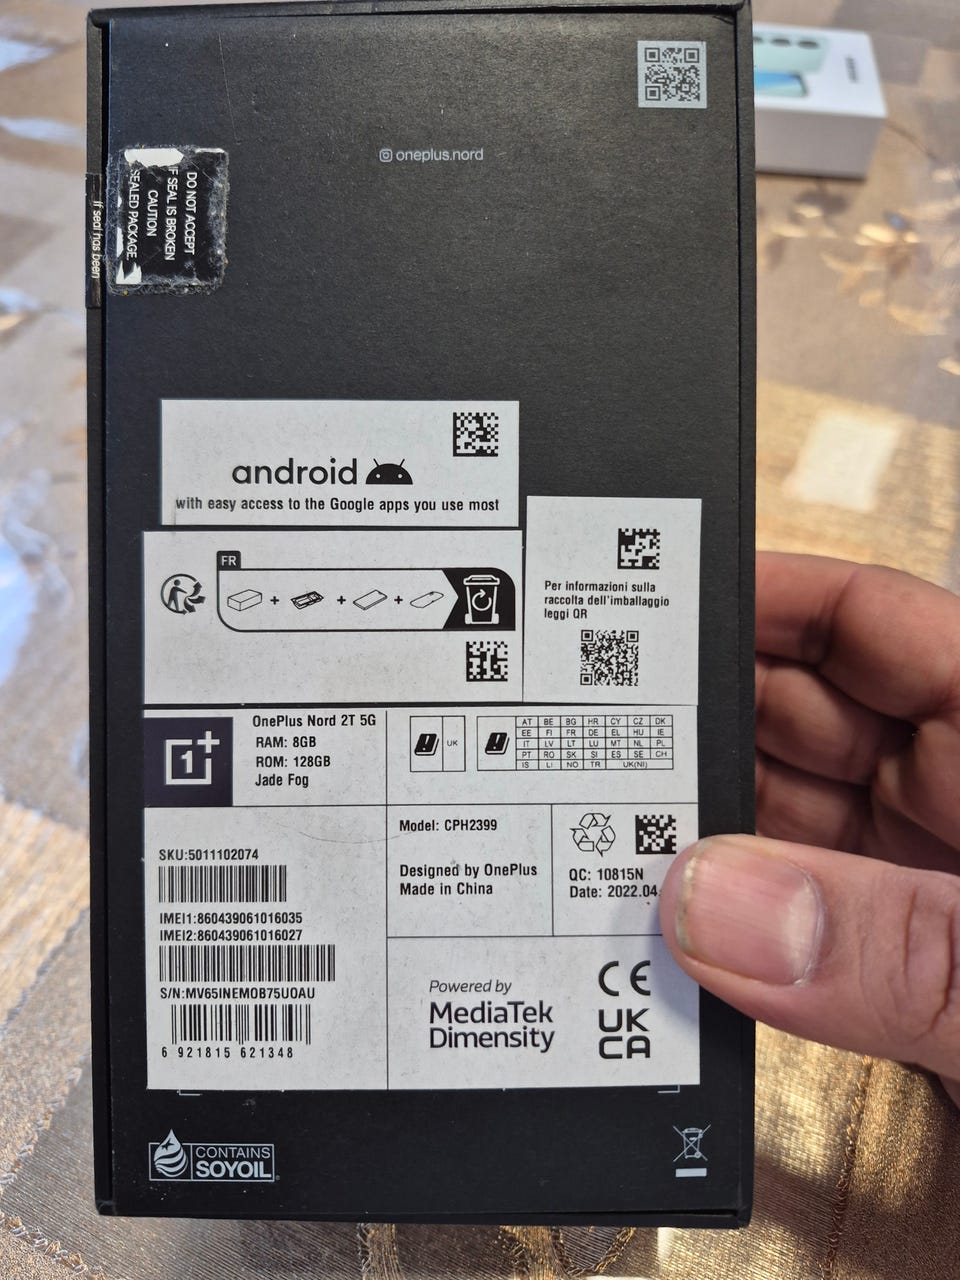 oneplus.nord
DO NOT ACCEPT
IF SEAL IS BROKEN
CAUTION
SEALED PACKAGE
If seal has been
android
with easy access to the Google apps you use most
FR
+ + +
Per informazioni sulla
raccolta dell'imballaggio
leggi QR
1+
OnePlus Nord 2T 5G
RAM: 8GB
ROM: 128GB
Jade Fog
UK
AT BE BG HR CY CZ DK
EE FI FR DE EL HU IE
IT LV LT LU MT NL PL
PT RO SK SI ES SE CH
IS LI NO TR UK(NI)
SKU:5011102074
IMEI1:860439061016035
IMEI2:860439061016027
S/N:MV65INEMOB75UOAU
6 921815 621348
Model: CPH2399
Designed by OnePlus
Made in China
QC: 10815N
Date: 2022.04
Powered by
MediaTek
Dimensity
CE
UK
CA
CONTAINS
SOYOIL